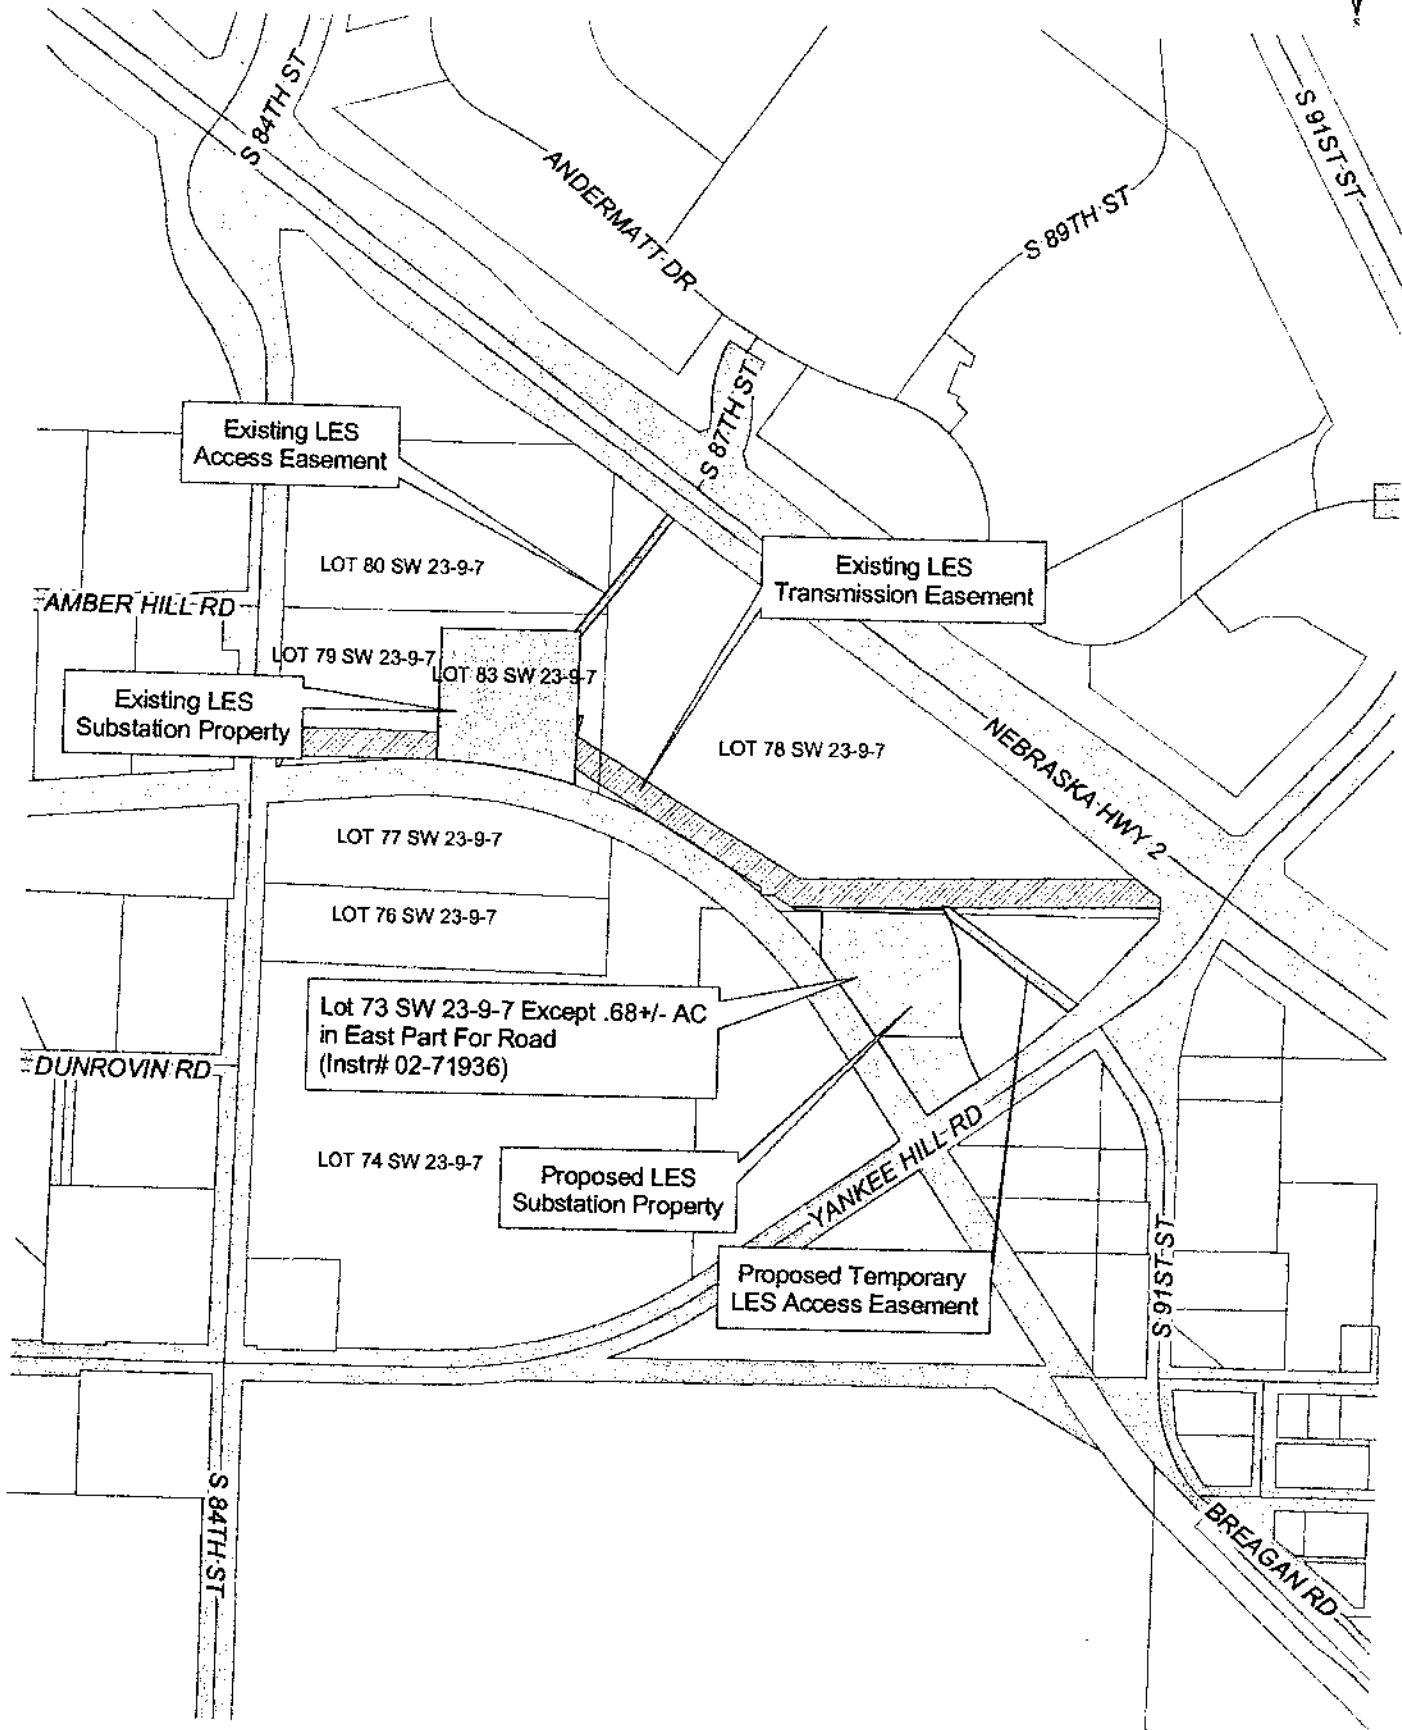 S
S 84TH ST
S 91ST ST
ANDERMATT DR
S 89TH ST
S 87TH ST
Existing LES
Access Easement
Existing LES
Transmission Easement
LOT 80 SW 23-9-7
AMBER HILL RD
LOT 79 SW 23-9-7
LOT 83 SW 23-9-7
Existing LES
Substation Property
LOT 78 SW 23-9-7
NEBRASKA HWY 2
LOT 77 SW 23-9-7
LOT 76 SW 23-9-7
Lot 73 SW 23-9-7 Except .68+/- AC
in East Part For Road
(Instr# 02-71936)
DUNROVIN RD
LOT 74 SW 23-9-7
Proposed LES
Substation Property
YANKEE HILL RD
Proposed Temporary
LES Access Easement
S 91ST ST
S 84TH ST
BREAGAN RD